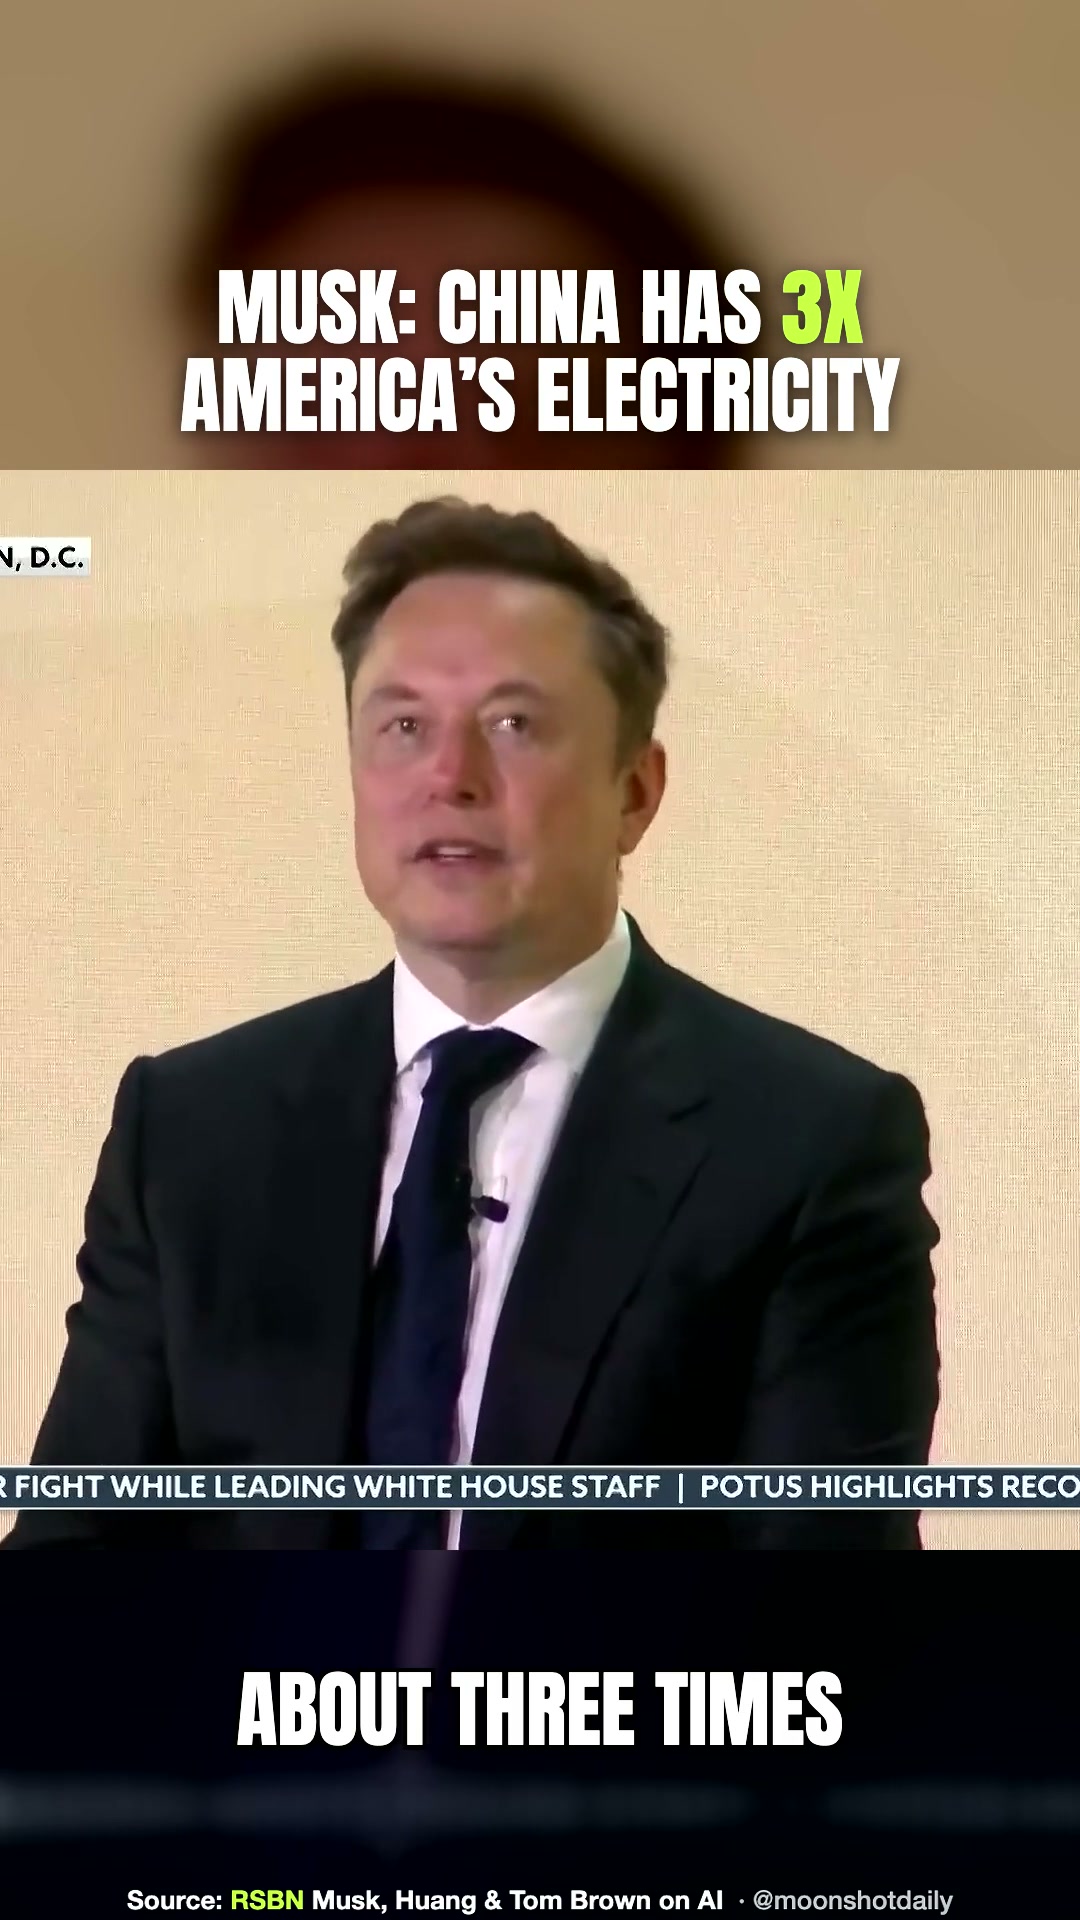 MUSK: CHINA HAS 3X
AMERICA’S ELECTRICITY
N, D.C.
R FIGHT WHILE LEADING WHITE HOUSE STAFF | POTUS HIGHLIGHTS RECO
ABOUT THREE TIMES
Source: RSBN Musk, Huang & Tom Brown on AI · @moonshotdaily